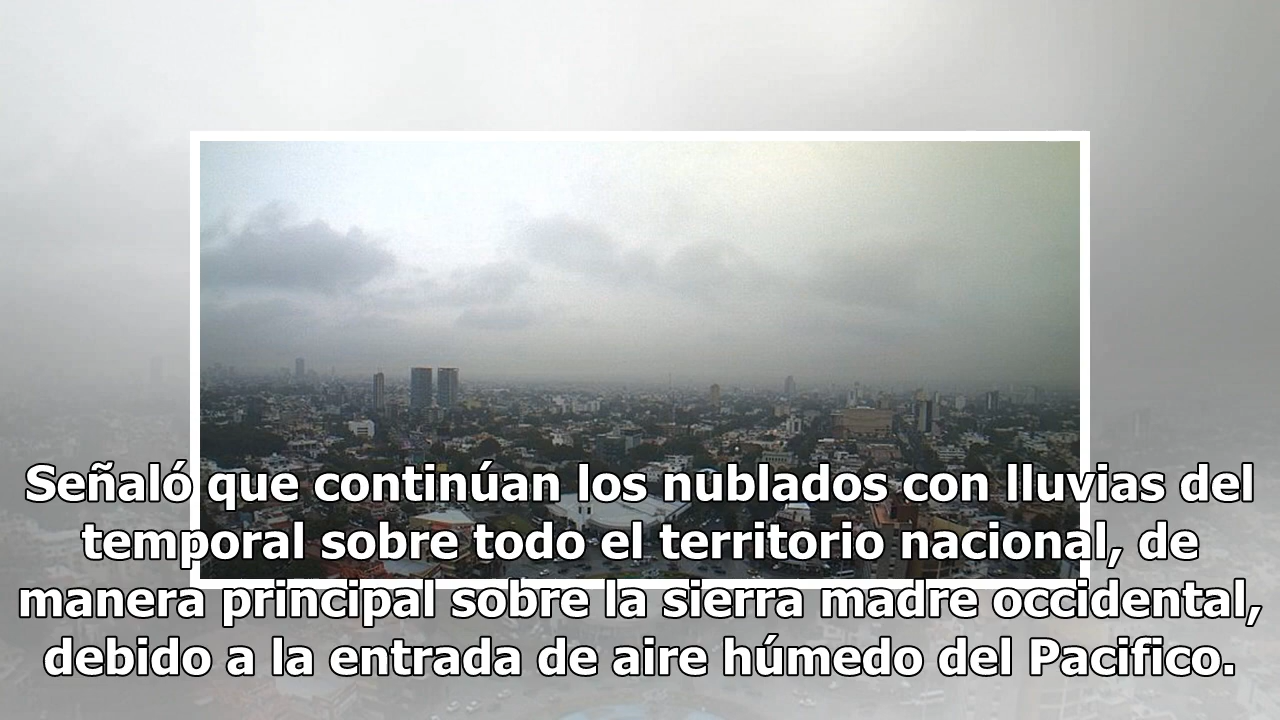 Señaló que continúan los nublados con lluvias del
temporal sobre todo el territorio nacional, de
manera principal sobre la sierra madre occidental,
debido a la entrada de aire húmedo del Pacifico.